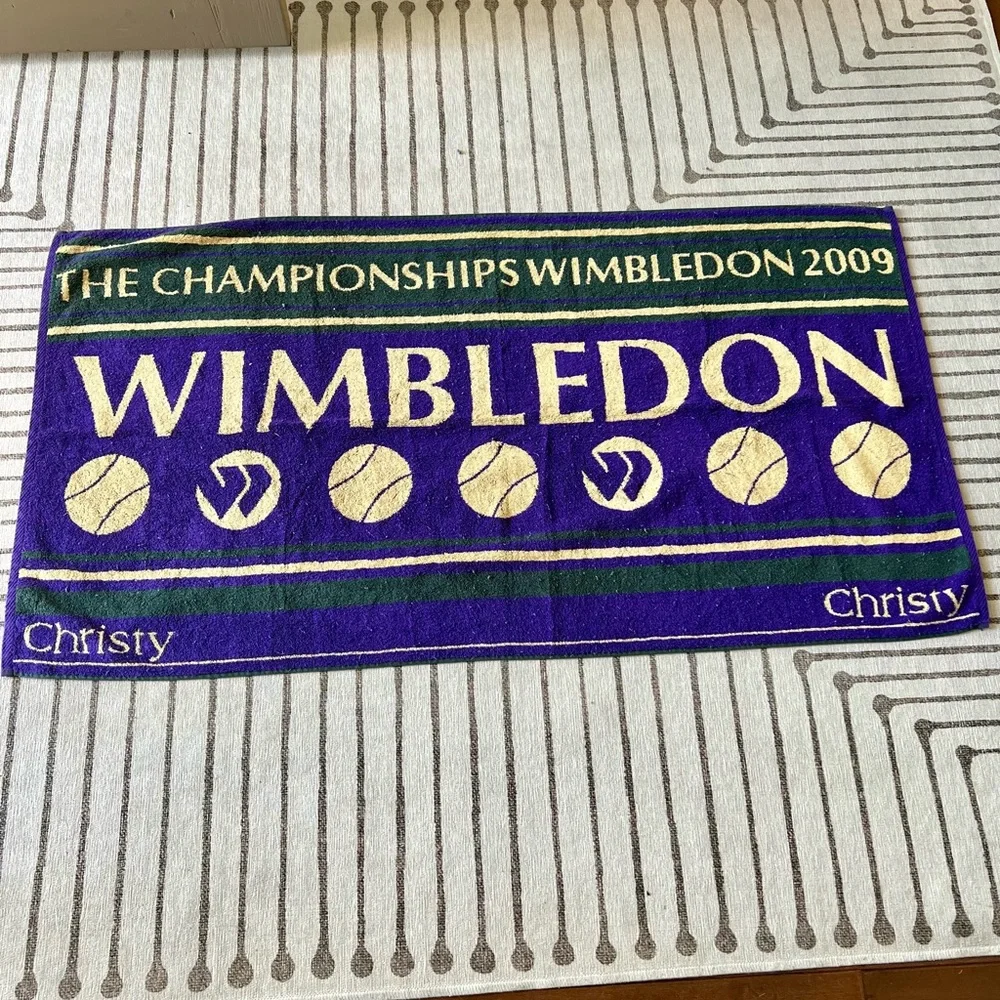 THE CHAMPIONSHIPS WIMBLEDON 2009
WIMBLEDON
Christy
Christy